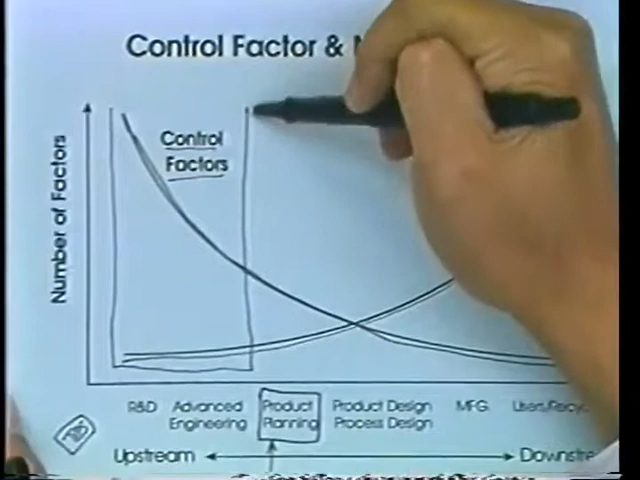 Control Factor &
Control
Factors
Number of Factors
R&D
Advanced
Engineering
Product
Planning
Product Design
Process Design
MFG
Upstream